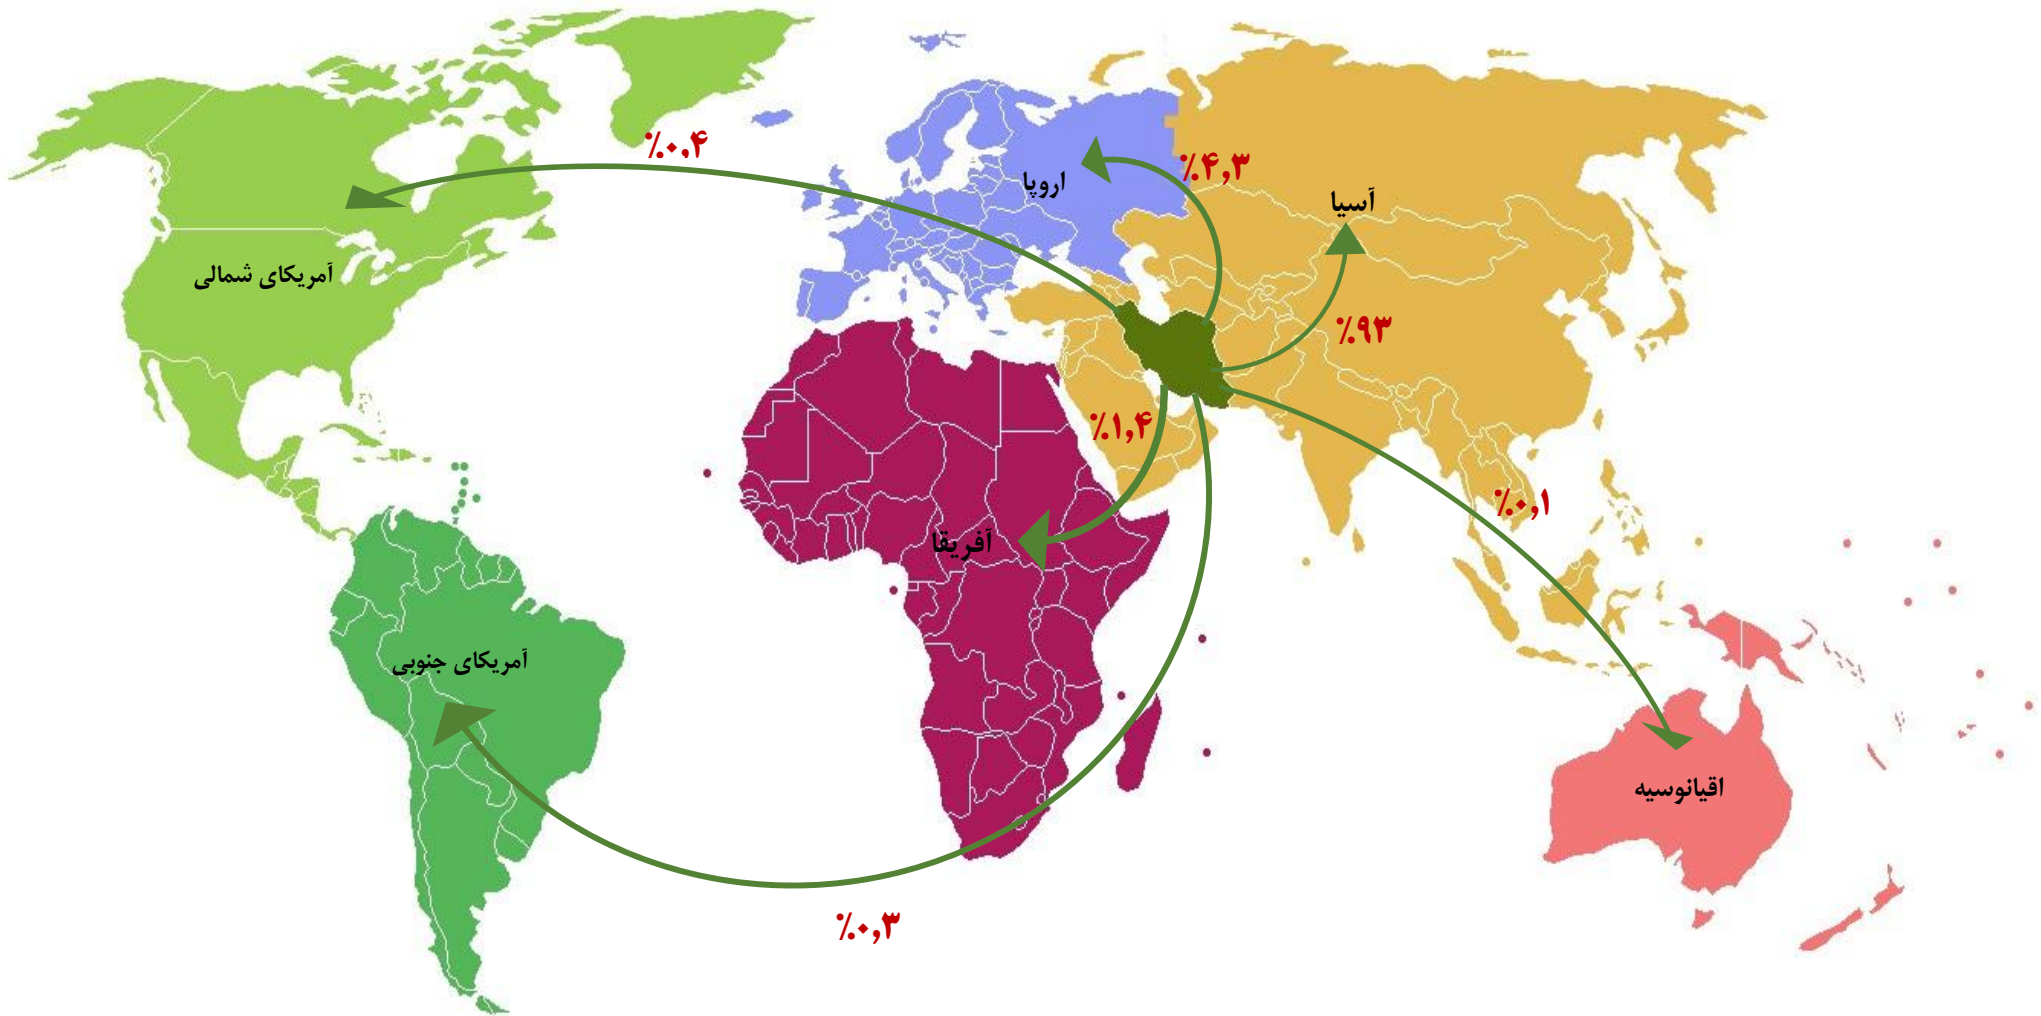 ٪۰,۴
٪۴,۳
اروپا
آسیا
آمریکای شمالی
٪۹۳
٪۱,۴
٪۰,۱
آفریقا
آمریکای جنوبی
اقیانوسیه
٪۰,۳